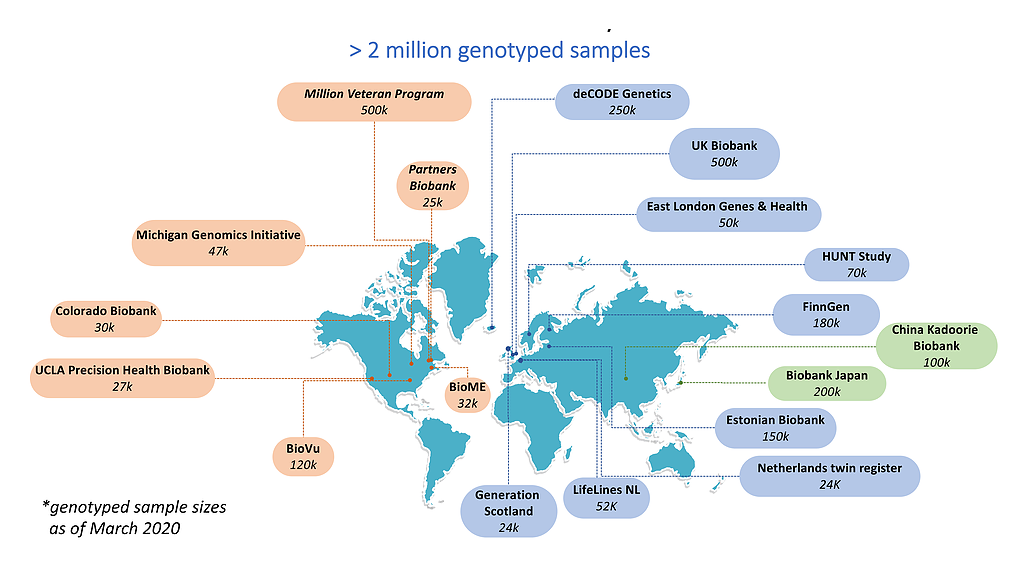 > 2 million genotyped samples
Million Veteran Program
500k
deCODE Genetics
250k
UK Biobank
500k
Partners
Biobank
25k
East London Genes & Health
50k
Michigan Genomics Initiative
47k
HUNT Study
70k
Colorado Biobank
30k
FinnGen
180k
China Kadoorie
Biobank
100k
UCLA Precision Health Biobank
27k
BioME
32k
Biobank Japan
200k
Estonian Biobank
150k
BioVu
120k
Netherlands twin register
24K
Generation
Scotland
24k
LifeLines NL
52K
*genotyped sample sizes
as of March 2020